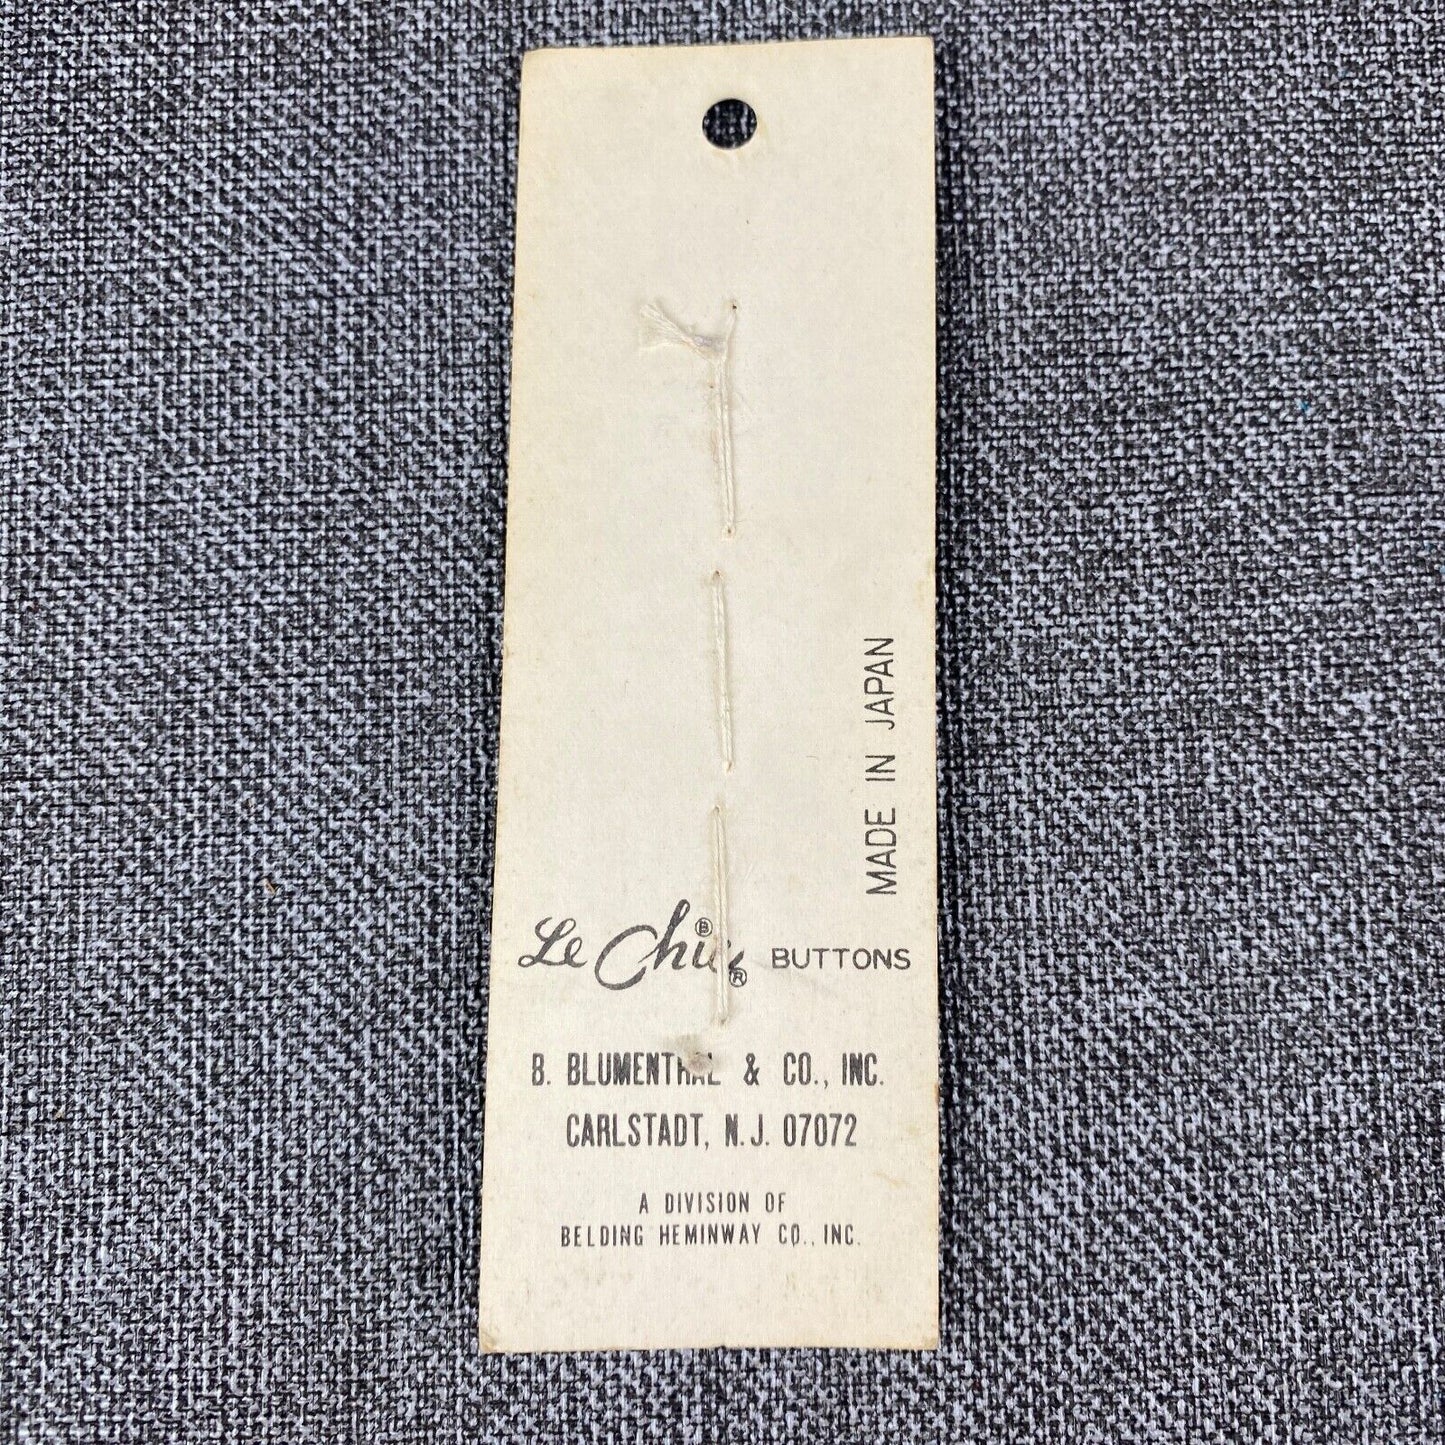 MADE IN JAPAN
Le Chic BUTTONS
B. BLUMENTHAL & CO., INC.
CARLSTADT, N.J. 07072
A DIVISION OF
BELDING HEMINWAY CO., INC.